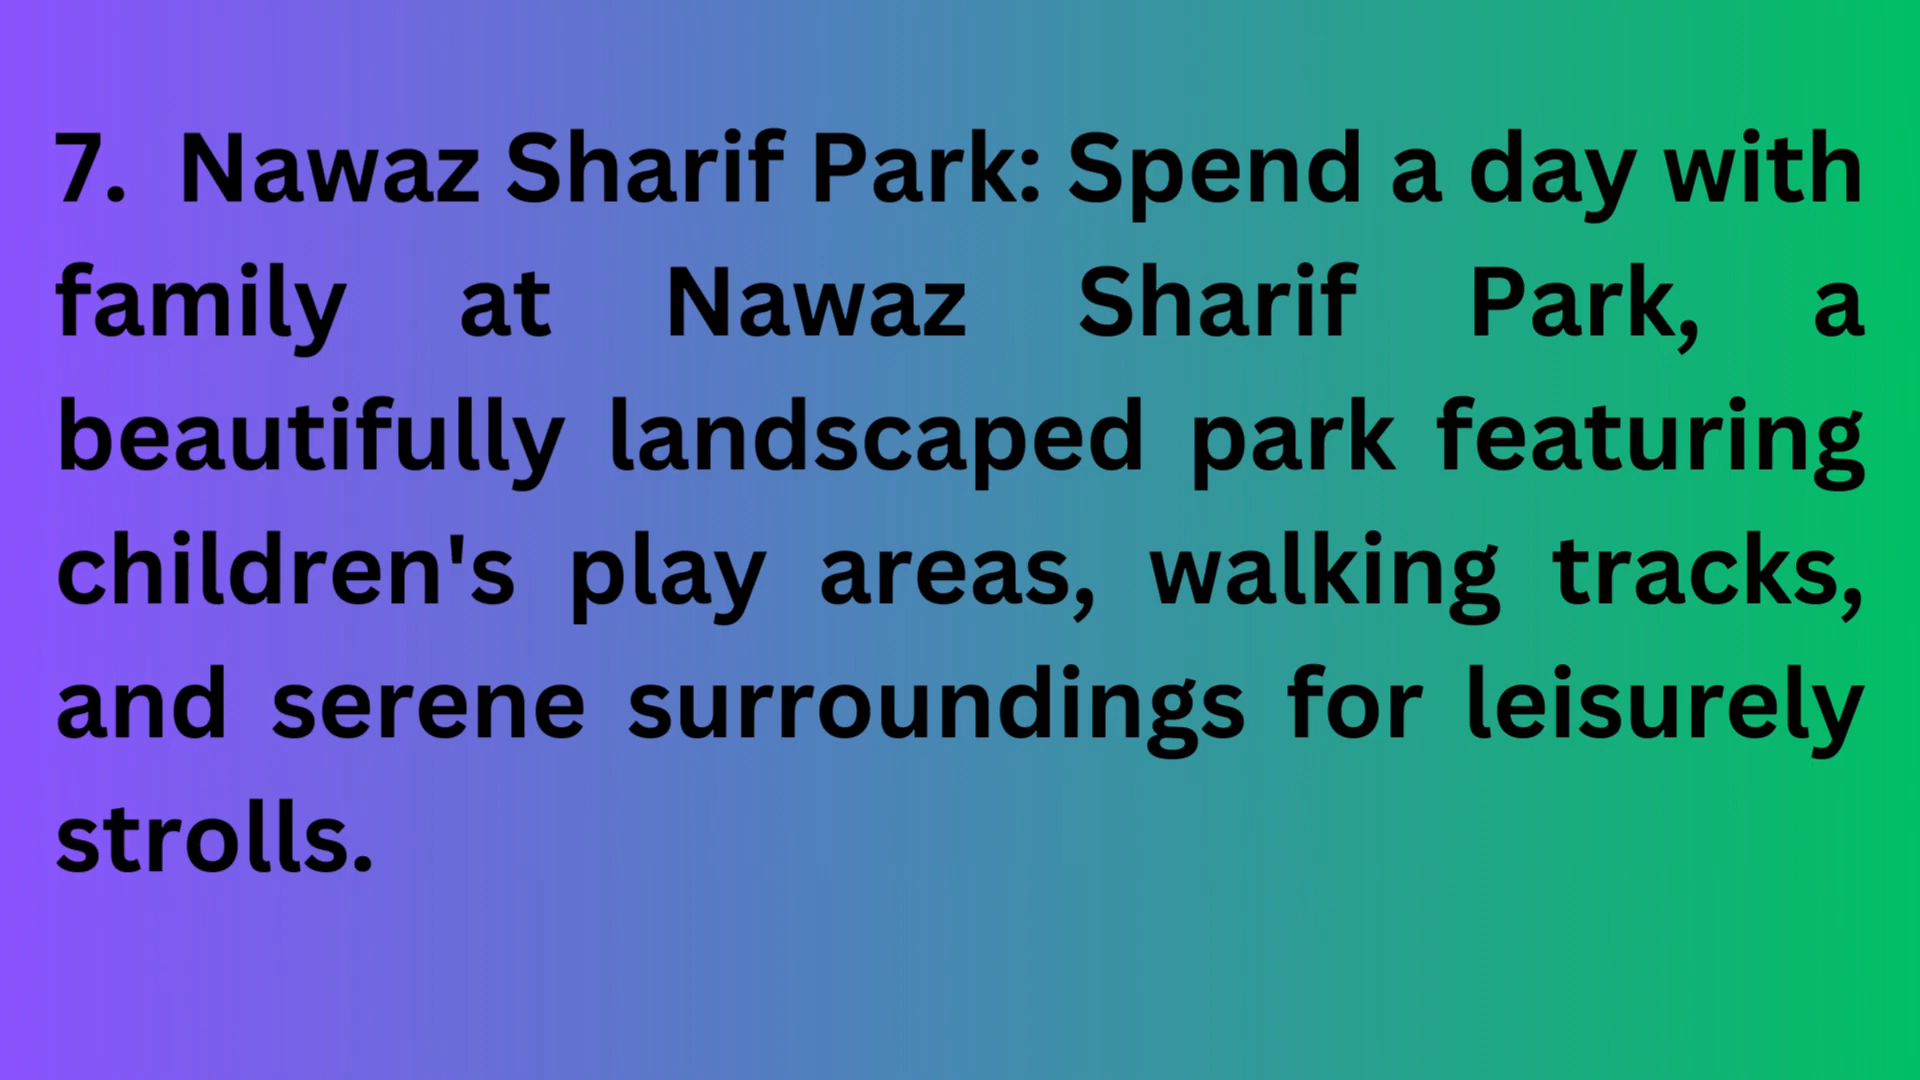 7. Nawaz Sharif Park: Spend a day with
family at Nawaz Sharif Park, a
beautifully landscaped park featuring
children's play areas, walking tracks,
and serene surroundings for leisurely
strolls.